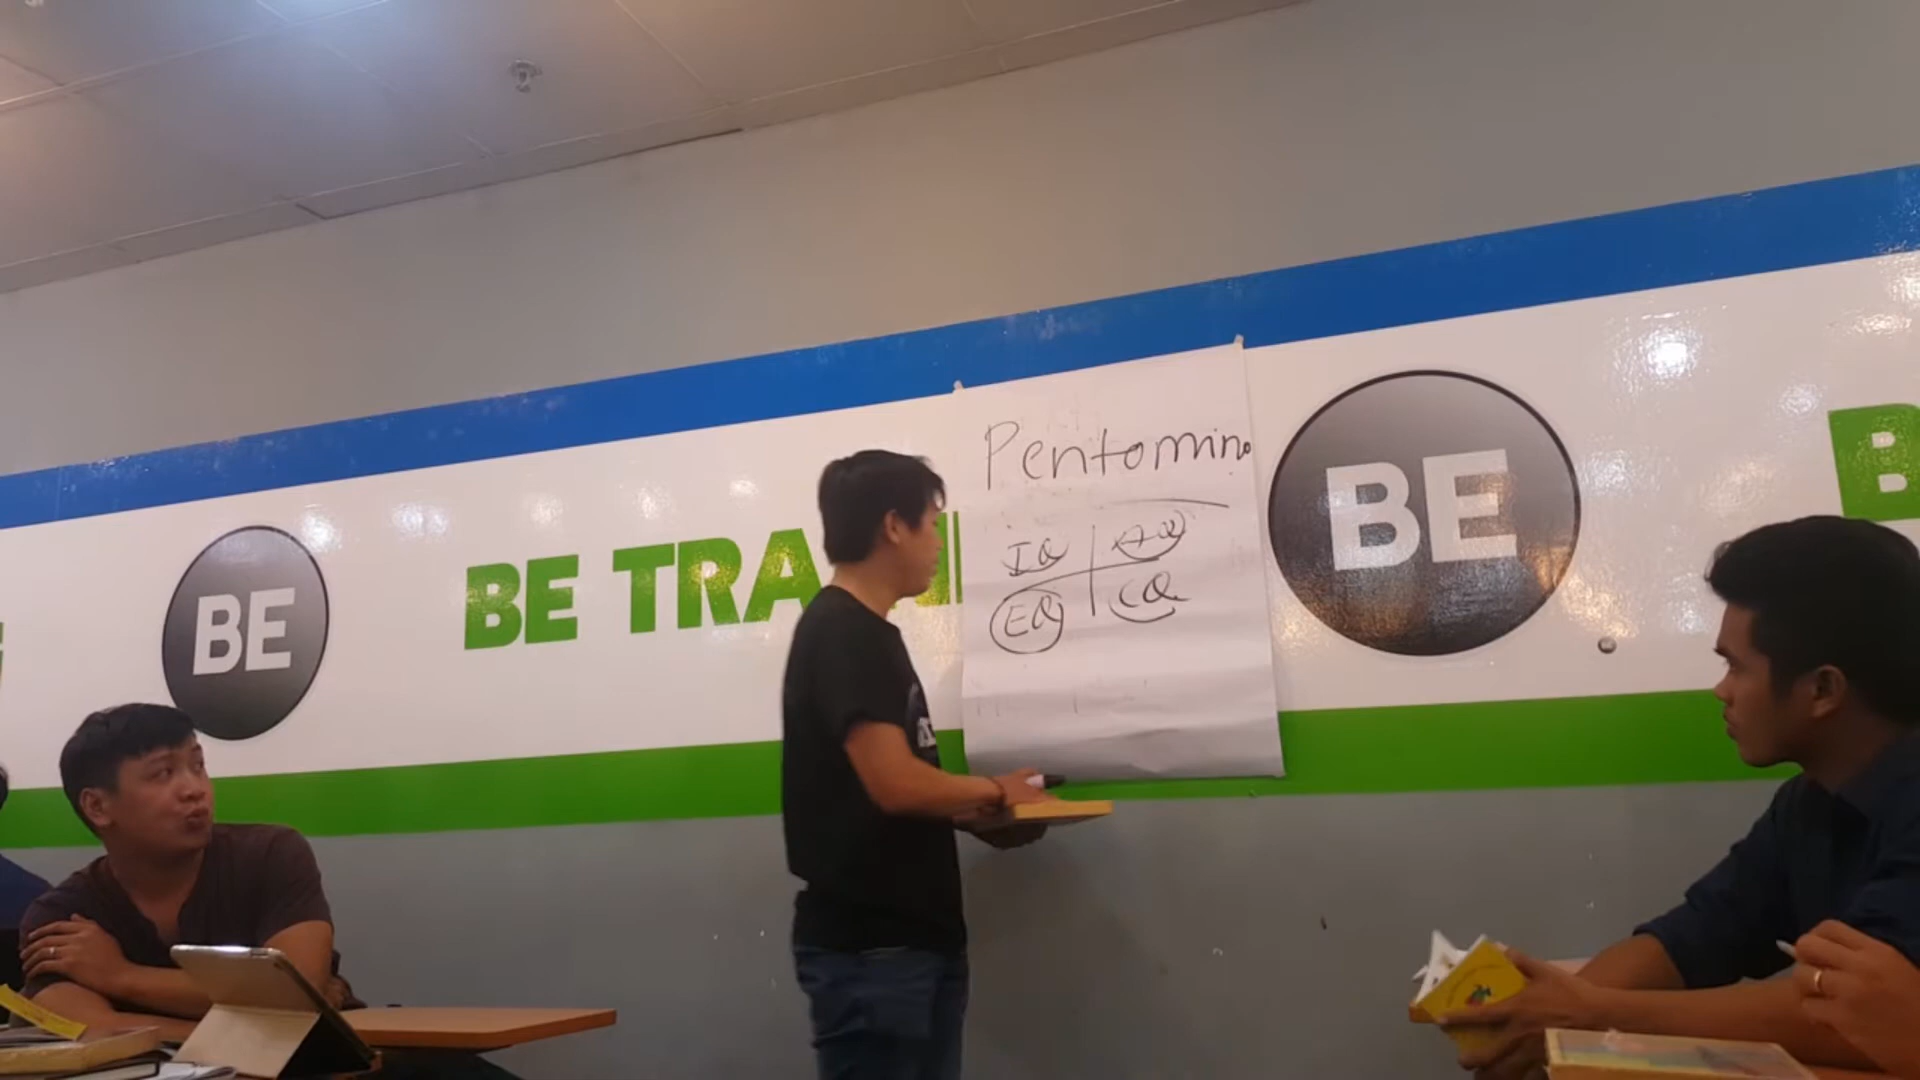 Pentomino
IQ AQ
EQ CQ
BE
BE TRA
BE
B